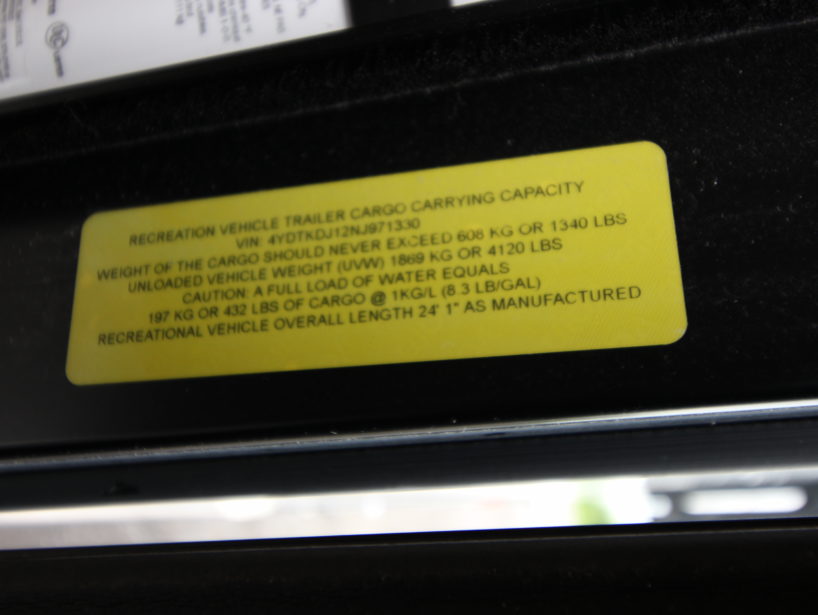 RECREATION VEHICLE TRAILER CARGO CARRYING CAPACITY
VIN: 4YDTKDJ12NJ971330
WEIGHT OF THE CARGO SHOULD NEVER EXCEED 608 KG OR 1340 LBS
UNLOADED VEHICLE WEIGHT (UVW) 1869 KG OR 4120 LBS
CAUTION: A FULL LOAD OF WATER EQUALS
197 KG OR 432 LBS OF CARGO @ 1KG/L (8.3 LB/GAL)
RECREATIONAL VEHICLE OVERALL LENGTH 24' 1" AS MANUFACTURED